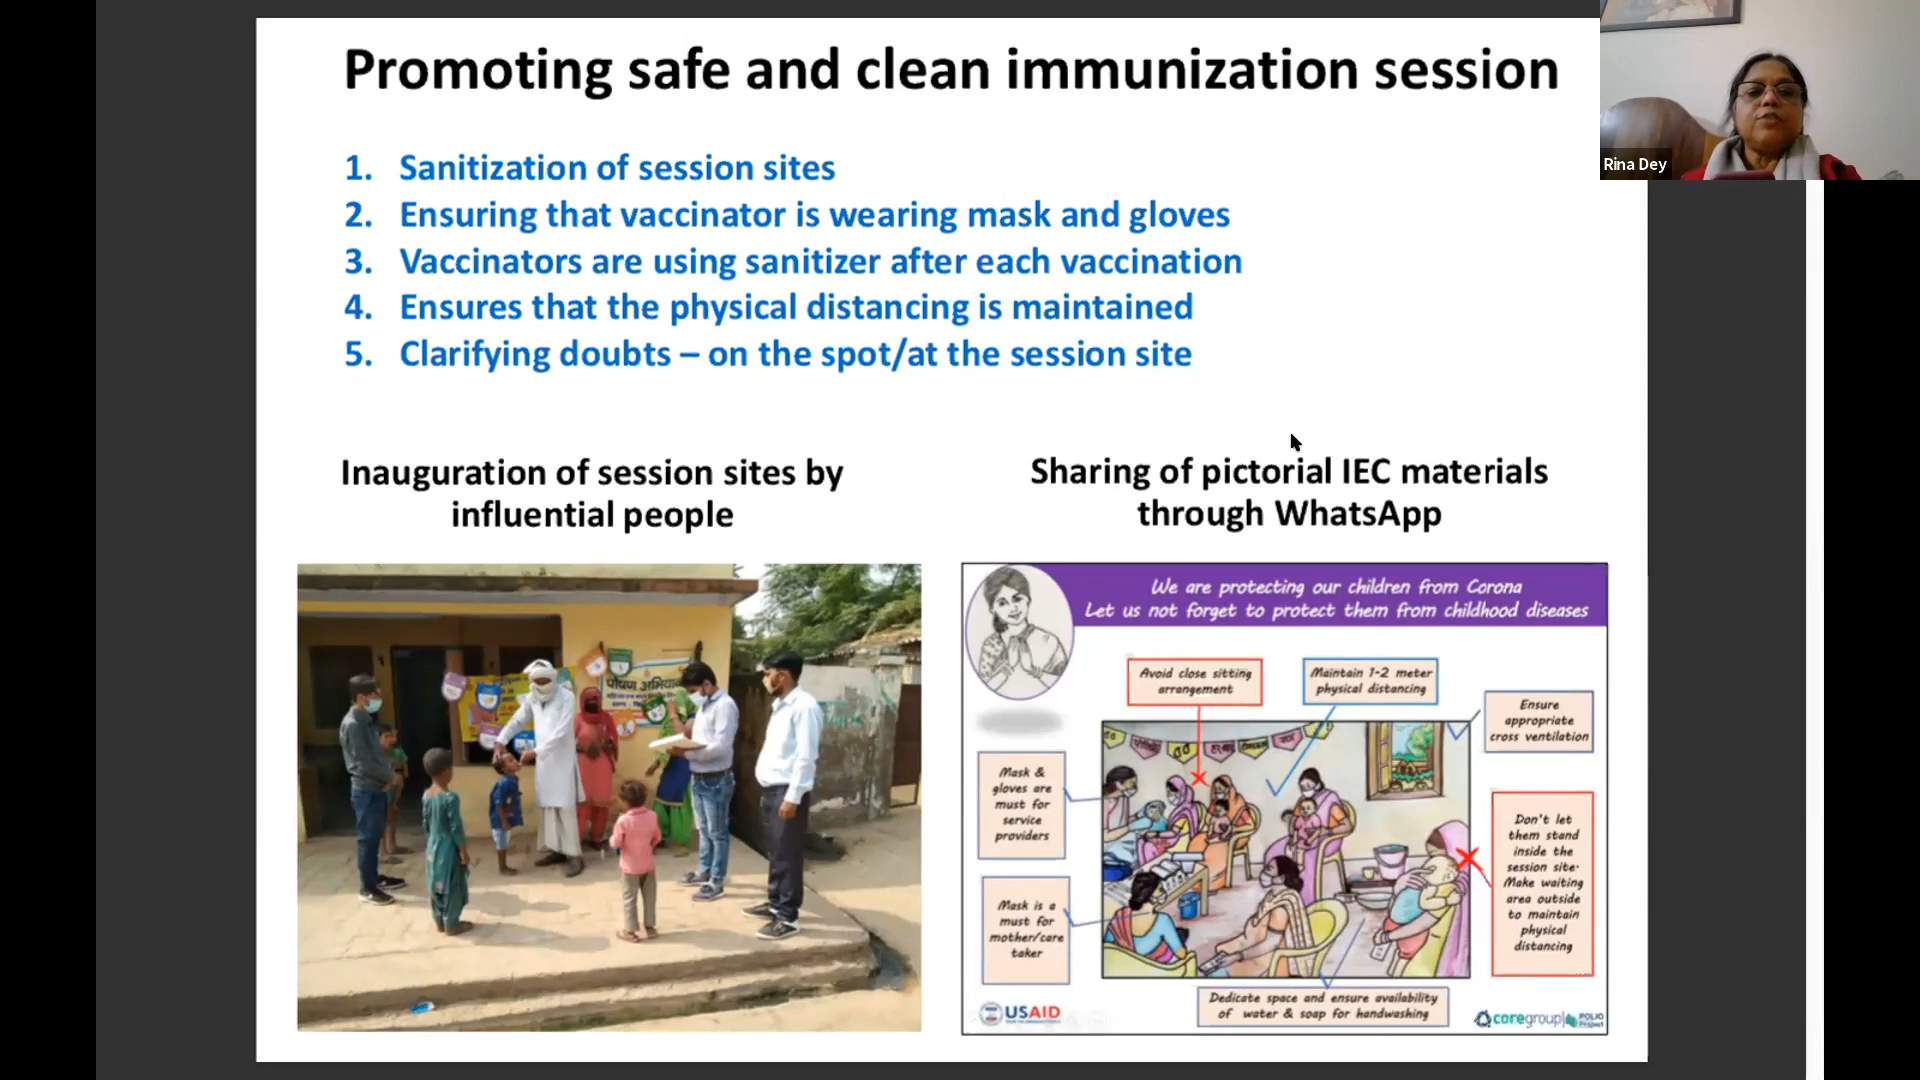 Promoting safe and clean immunization session
Rina Dey
1. Sanitization of session sites
2. Ensuring that vaccinator is wearing mask and gloves
3. Vaccinators are using sanitizer after each vaccination
4. Ensures that the physical distancing is maintained
5. Clarifying doubts – on the spot/at the session site
Inauguration of session sites by
influential people
Sharing of pictorial IEC materials
through WhatsApp
पोषण अभियान
We are protecting our children from Corona
Let us not forget to protect them from childhood diseases
Avoid close sitting
arrangement
Maintain 1-2 meter
physical distancing
Ensure
appropriate
cross ventilation
Mask &
gloves are
must for
service
providers
Don't let
them stand
inside the
session site.
Make waiting
area outside
to maintain
physical
distancing
Mask is a
must for
mother/care
taker
Dedicate space and ensure availability
of water & soap for handwashing
USAID
coregroup
POLIO
Project